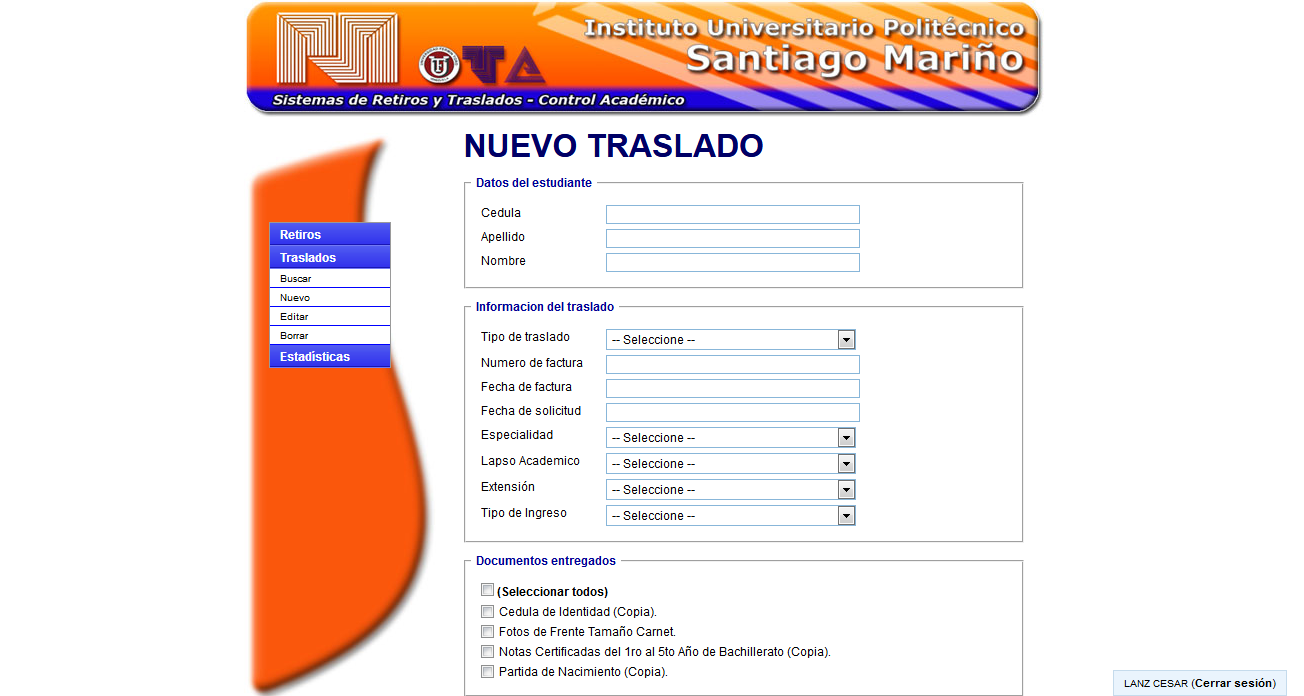 Instituto Universitario Politécnico
Santiago Mariño
Sistemas de Retiros y Traslados - Control Académico
NUEVO TRASLADO
Retiros
Traslados
Buscar
Nuevo
Editar
Borrar
Estadísticas
Datos del estudiante
Cedula
Apellido
Nombre
Informacion del traslado
Tipo de traslado -- Seleccione --
Numero de factura
Fecha de factura
Fecha de solicitud
Especialidad -- Seleccione --
Lapso Academico -- Seleccione --
Extensión -- Seleccione --
Tipo de Ingreso -- Seleccione --
Documentos entregados
(Seleccionar todos)
Cedula de Identidad (Copia).
Fotos de Frente Tamaño Carnet.
Notas Certificadas del 1ro al 5to Año de Bachillerato (Copia).
Partida de Nacimiento (Copia).
LANZ CESAR (Cerrar sesión)